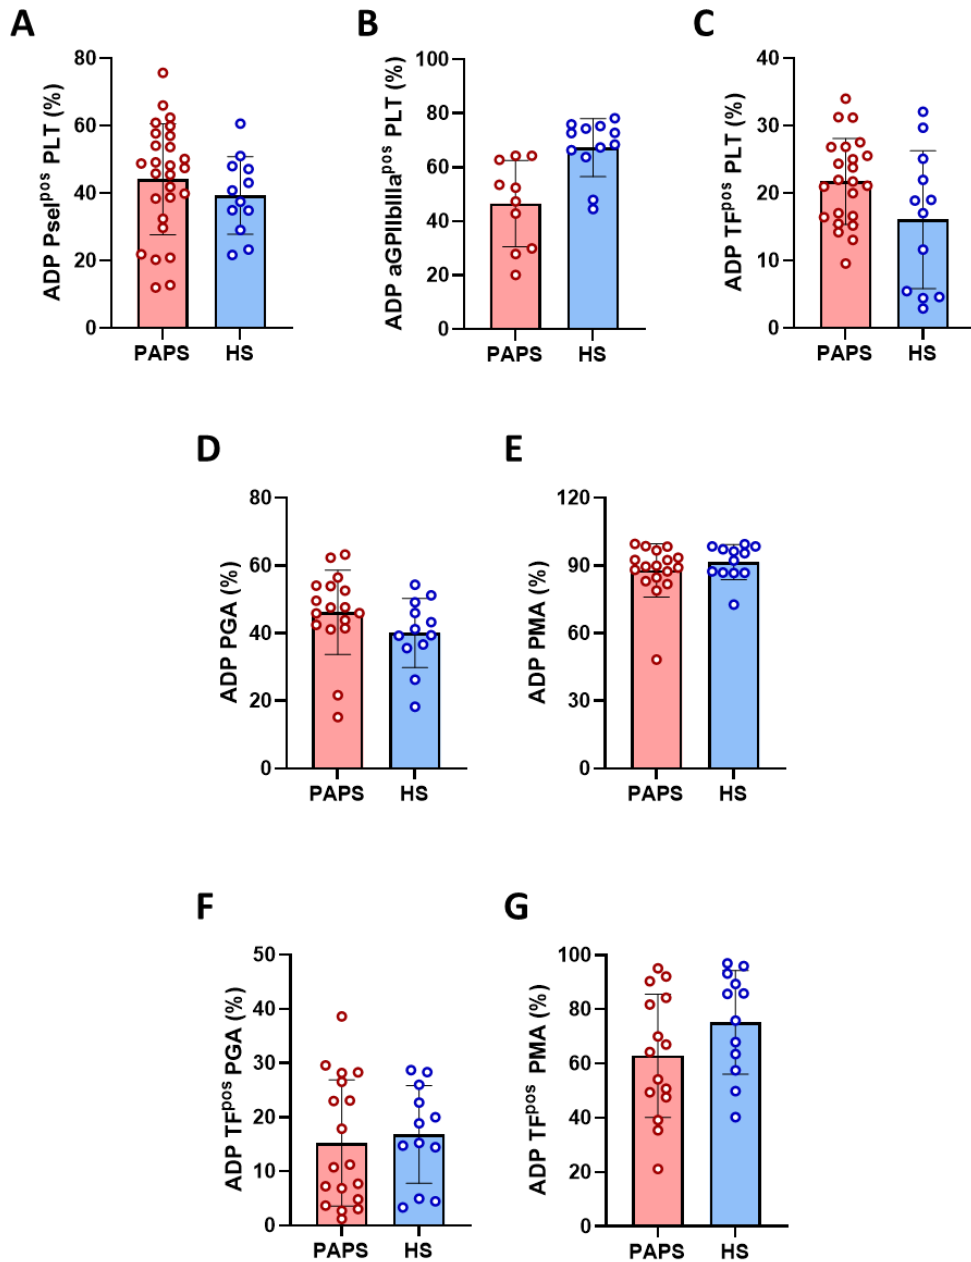 A
ADP Pselpos PLT (%)
80
60
40
20
0
PAPS HS
B
ADP aGPIIbIIIapos PLT (%)
100
80
60
40
20
0
PAPS HS
C
ADP TFpos PLT (%)
40
30
20
10
0
PAPS HS
D
ADP PGA (%)
80
60
40
20
0
PAPS HS
E
ADP PMA (%)
120
90
60
30
0
PAPS HS
F
ADP TFpos PGA (%)
50
40
30
20
10
0
PAPS HS
G
ADP TFpos PMA (%)
100
80
60
40
20
0
PAPS HS